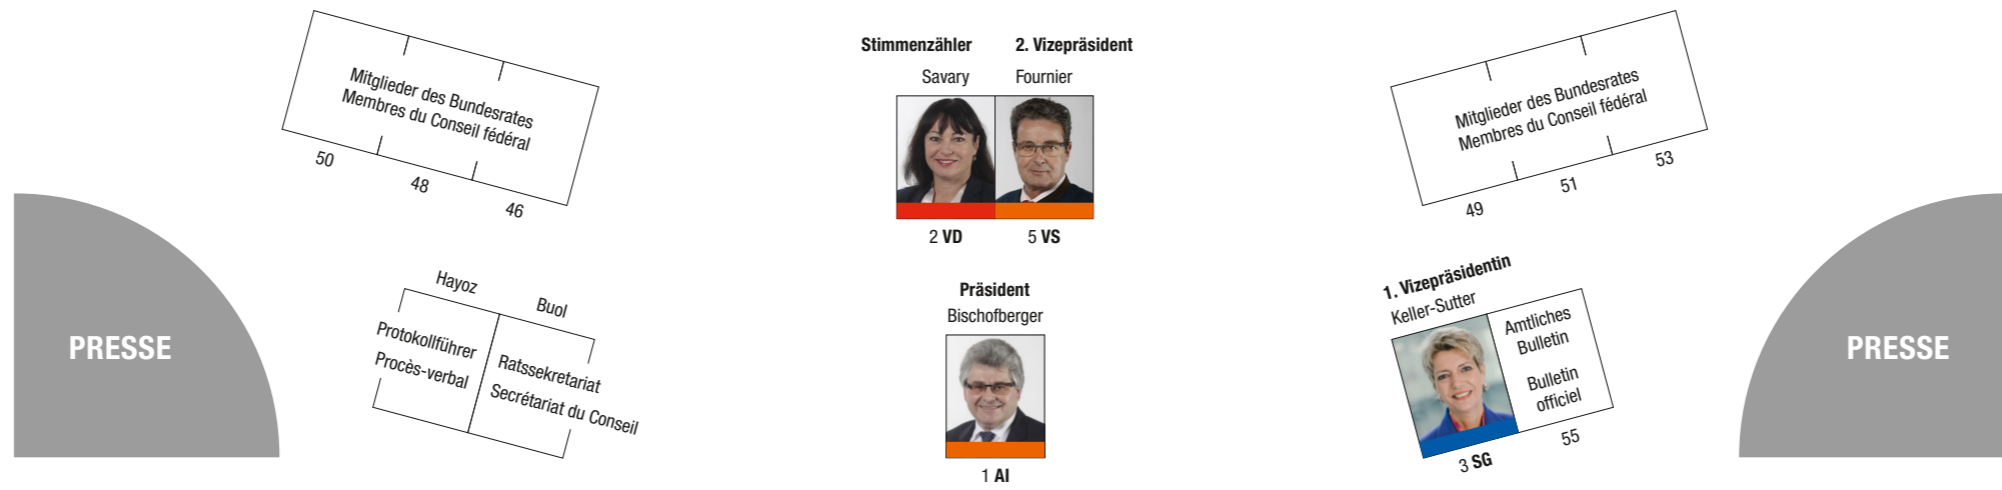 Mitglieder des Bundesrates
Membres du Conseil fédéral
50
48
46
Stimmenzähler
2. Vizepräsident
Savary
Fournier
2 VD
5 VS
Mitglieder des Bundesrates
Membres du Conseil fédéral
49
51
53
PRESSE
Hayoz
Buol
Protokollführer
Procès-verbal
Ratssekretariat
Secrétariat du Conseil
Präsident
Bischofberger
1 AI
1. Vizepräsidentin
Keller-Sutter
Amtliches
Bulletin
Bulletin
officiel
3 SG
55
PRESSE